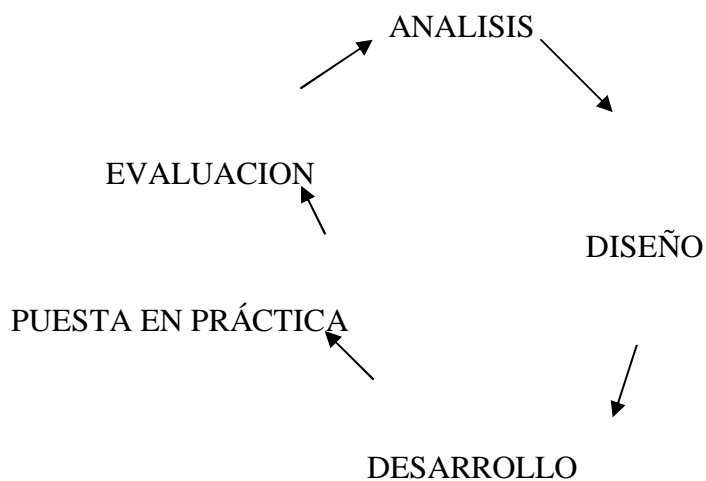 ANALISIS
EVALUACION
DISEÑO
PUESTA EN PRÁCTICA
DESARROLLO